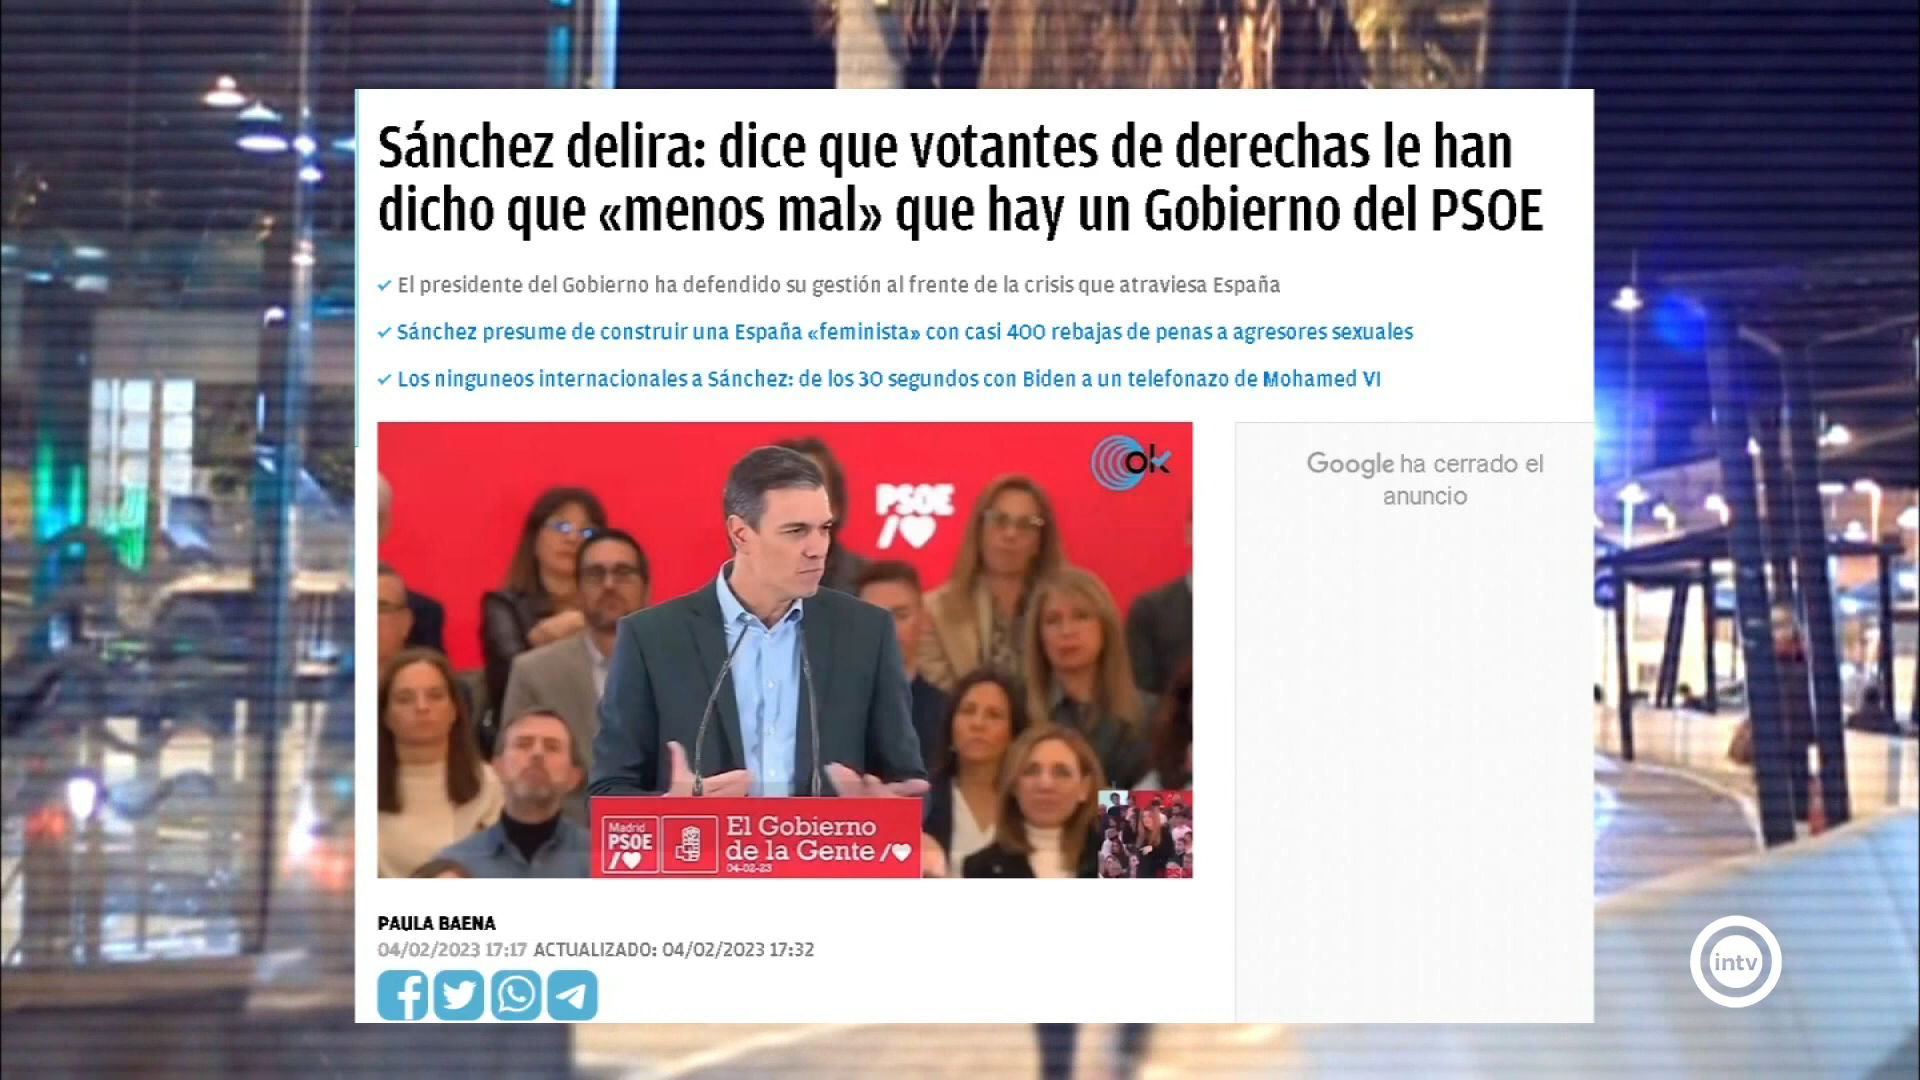 Sánchez delira: dice que votantes de derechas le han
dicho que «menos mal» que hay un Gobierno del PSOE
El presidente del Gobierno ha defendido su gestión al frente de la crisis que atraviesa España
Sánchez presume de construir una España «feminista» con casi 400 rebajas de penas a agresores sexuales
Los ninguneos internacionales a Sánchez: de los 30 segundos con Biden a un telefonazo de Mohamed VI
ok
PSOE
Google ha cerrado el
anuncio
Madrid
PSOE
El Gobierno
de la Gente
04-02-23
PAULA BAENA
04/02/2023 17:17 ACTUALIZADO: 04/02/2023 17:32
intv